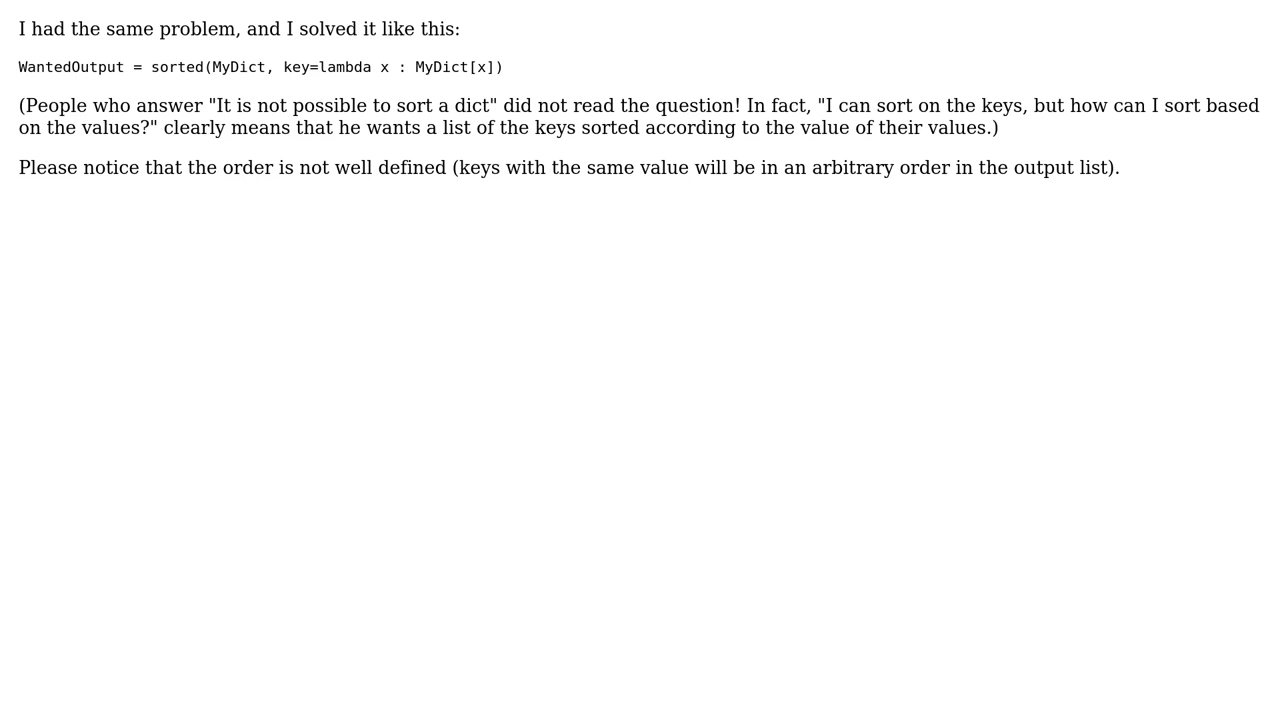 I had the same problem, and I solved it like this:
WantedOutput = sorted(MyDict, key=lambda x : MyDict[x])
(People who answer "It is not possible to sort a dict" did not read the question! In fact, "I can sort on the keys, but how can I sort based
on the values?" clearly means that he wants a list of the keys sorted according to the value of their values.)
Please notice that the order is not well defined (keys with the same value will be in an arbitrary order in the output list).